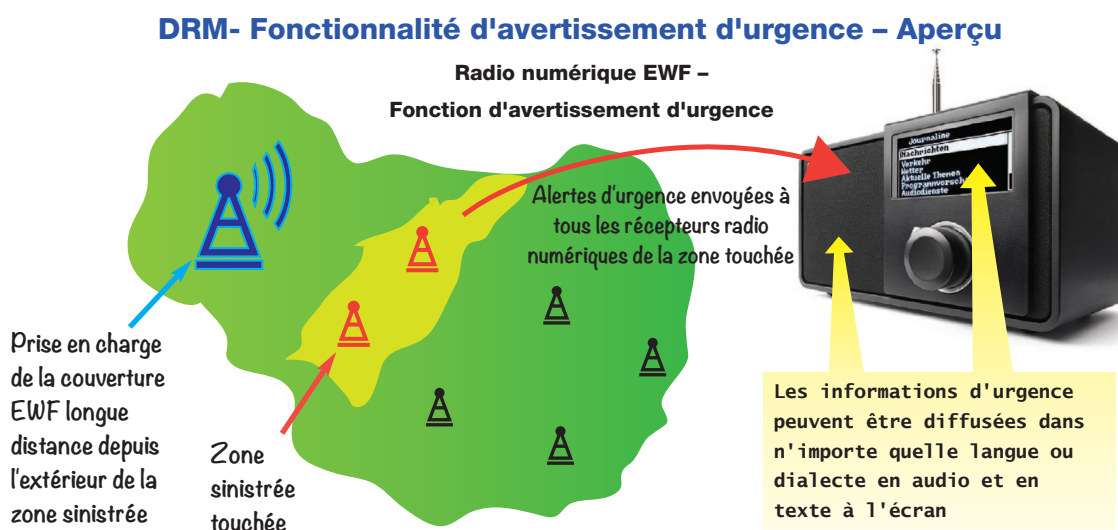 DRM- Fonctionnalité d'avertissement d'urgence – Aperçu
Radio numérique EWF –
Fonction d'avertissement d'urgence
Journaline
Nachrichten
Verkehr
Wetter
Aktuelle Themen
Programmvorsch
Audiodienste
Alertes d'urgence envoyées à
tous les récepteurs radio
numériques de la zone touchée
Prise en charge
de la couverture
EWF longue
distance depuis
l'extérieur de la
zone sinistrée
Zone
sinistrée
touchée
Les informations d'urgence
peuvent être diffusées dans
n'importe quelle langue ou
dialecte en audio et en
texte à l'écran